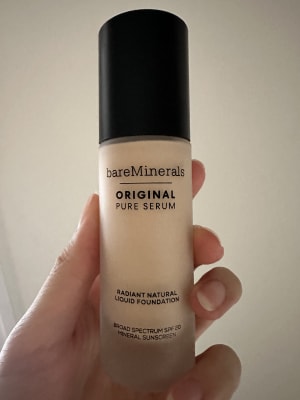 bareMinerals
ORIGINAL
PURE SERUM
RADIANT NATURAL
LIQUID FOUNDATION
BROAD SPECTRUM SPF 20
MINERAL SUNSCREEN